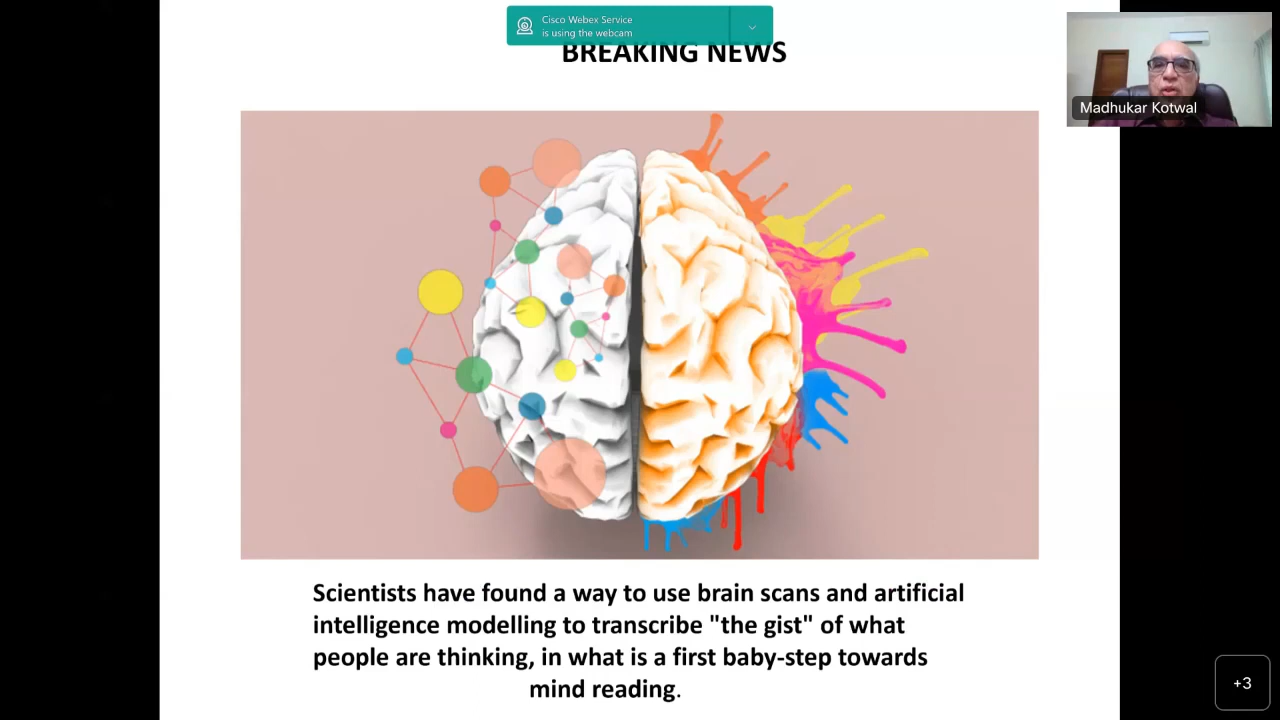 Cisco Webex Service
is using the webcam
BREAKING NEWS
Madhukar Kotwal
Scientists have found a way to use brain scans and artificial
intelligence modelling to transcribe "the gist" of what
people are thinking, in what is a first baby-step towards
mind reading.
+3